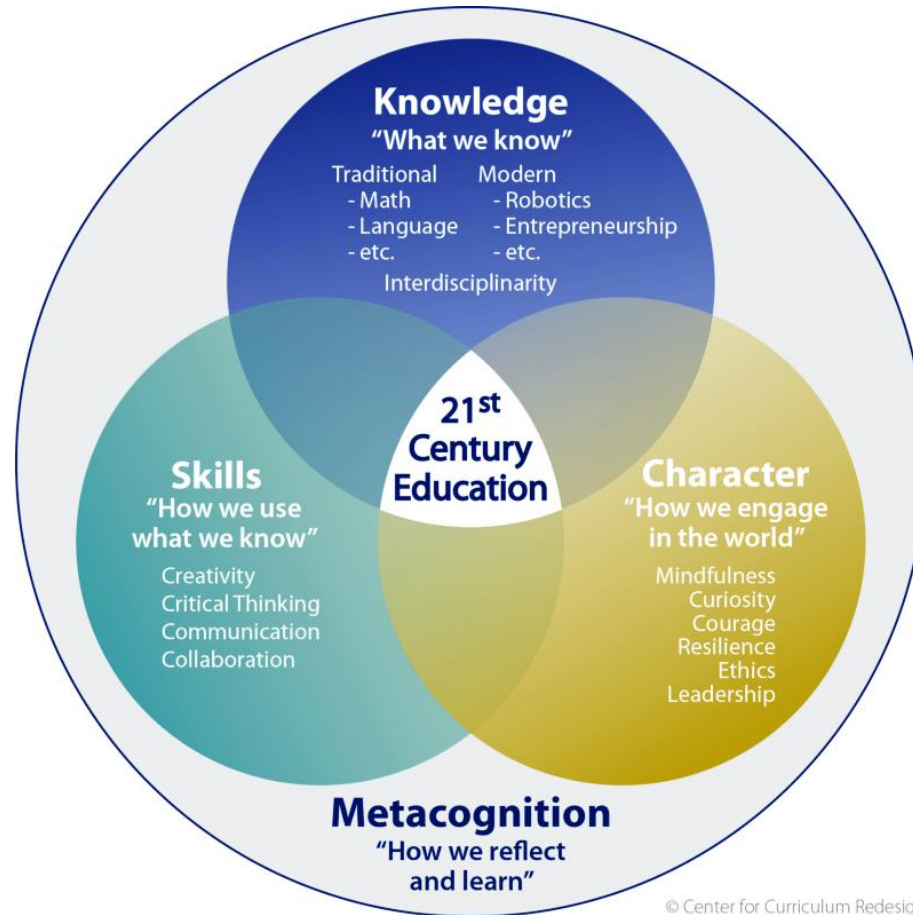 Knowledge
“What we know”
Traditional Modern
- Math - Robotics
- Language - Entrepreneurship
- etc. - etc.
Interdisciplinarity
21st
Century
Education
Skills
“How we use
what we know”
Creativity
Critical Thinking
Communication
Collaboration
Character
“How we engage
in the world”
Mindfulness
Curiosity
Courage
Resilience
Ethics
Leadership
Metacognition
“How we reflect
and learn”
© Center for Curriculum